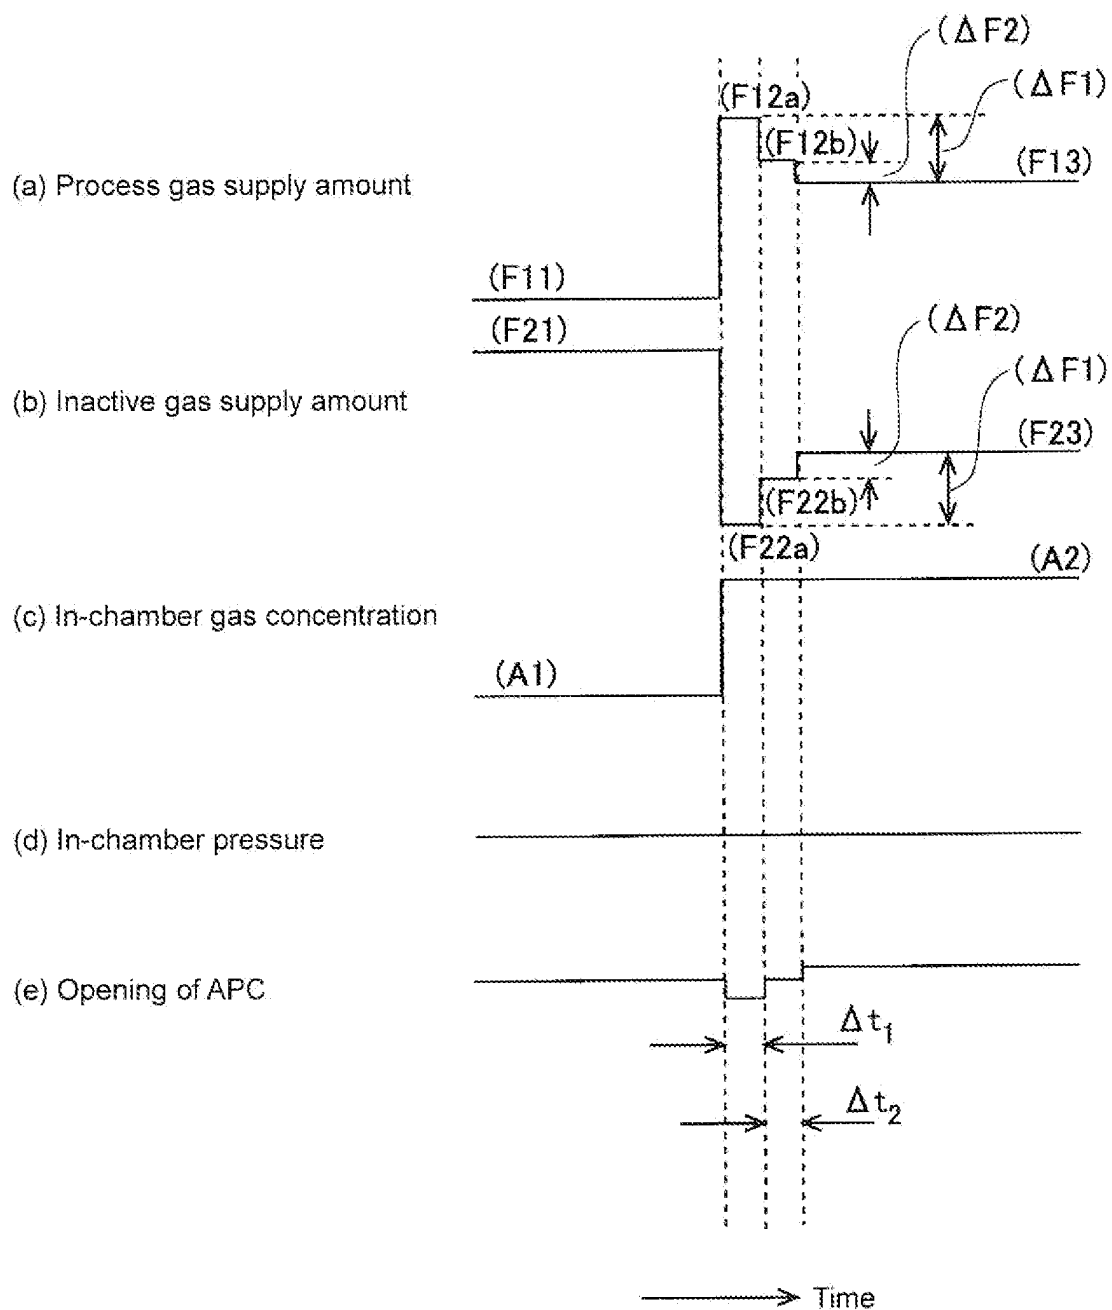 (ΔF2)
(ΔF1)
(F12a)
(F12b)
(F13)
(a) Process gas supply amount
(F11)
(F21)
(ΔF2)
(ΔF1)
(b) Inactive gas supply amount
(F23)
(F22b)
(F22a)
(A2)
(c) In-chamber gas concentration
(A1)
(d) In-chamber pressure
(e) Opening of APC
Δt₁
Δt₂
Time